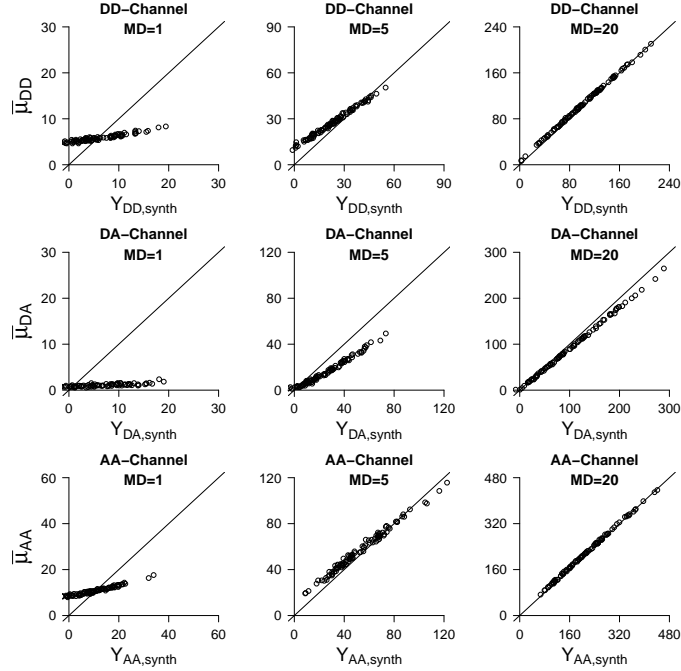 DD−Channel DD−Channel DD−Channel
MD=1 MD=5 MD=20
30 90 240
20 60 160
10 30 80
0 0 0
μ̅DD
0 10 20 30 0 30 60 90 0 80 160 240
YDD,synth YDD,synth YDD,synth
DA−Channel DA−Channel DA−Channel
MD=1 MD=5 MD=20
30 120 300
20 80 200
10 40 100
0 0 0
μ̅DA
0 10 20 30 0 40 80 120 0 100 200 300
YDA,synth YDA,synth YDA,synth
AA−Channel AA−Channel AA−Channel
MD=1 MD=5 MD=20
60 120 480
40 80 320
20 40 160
0 0 0
μ̅AA
0 20 40 60 0 40 80 120 0 160 320 480
YAA,synth YAA,synth YAA,synth